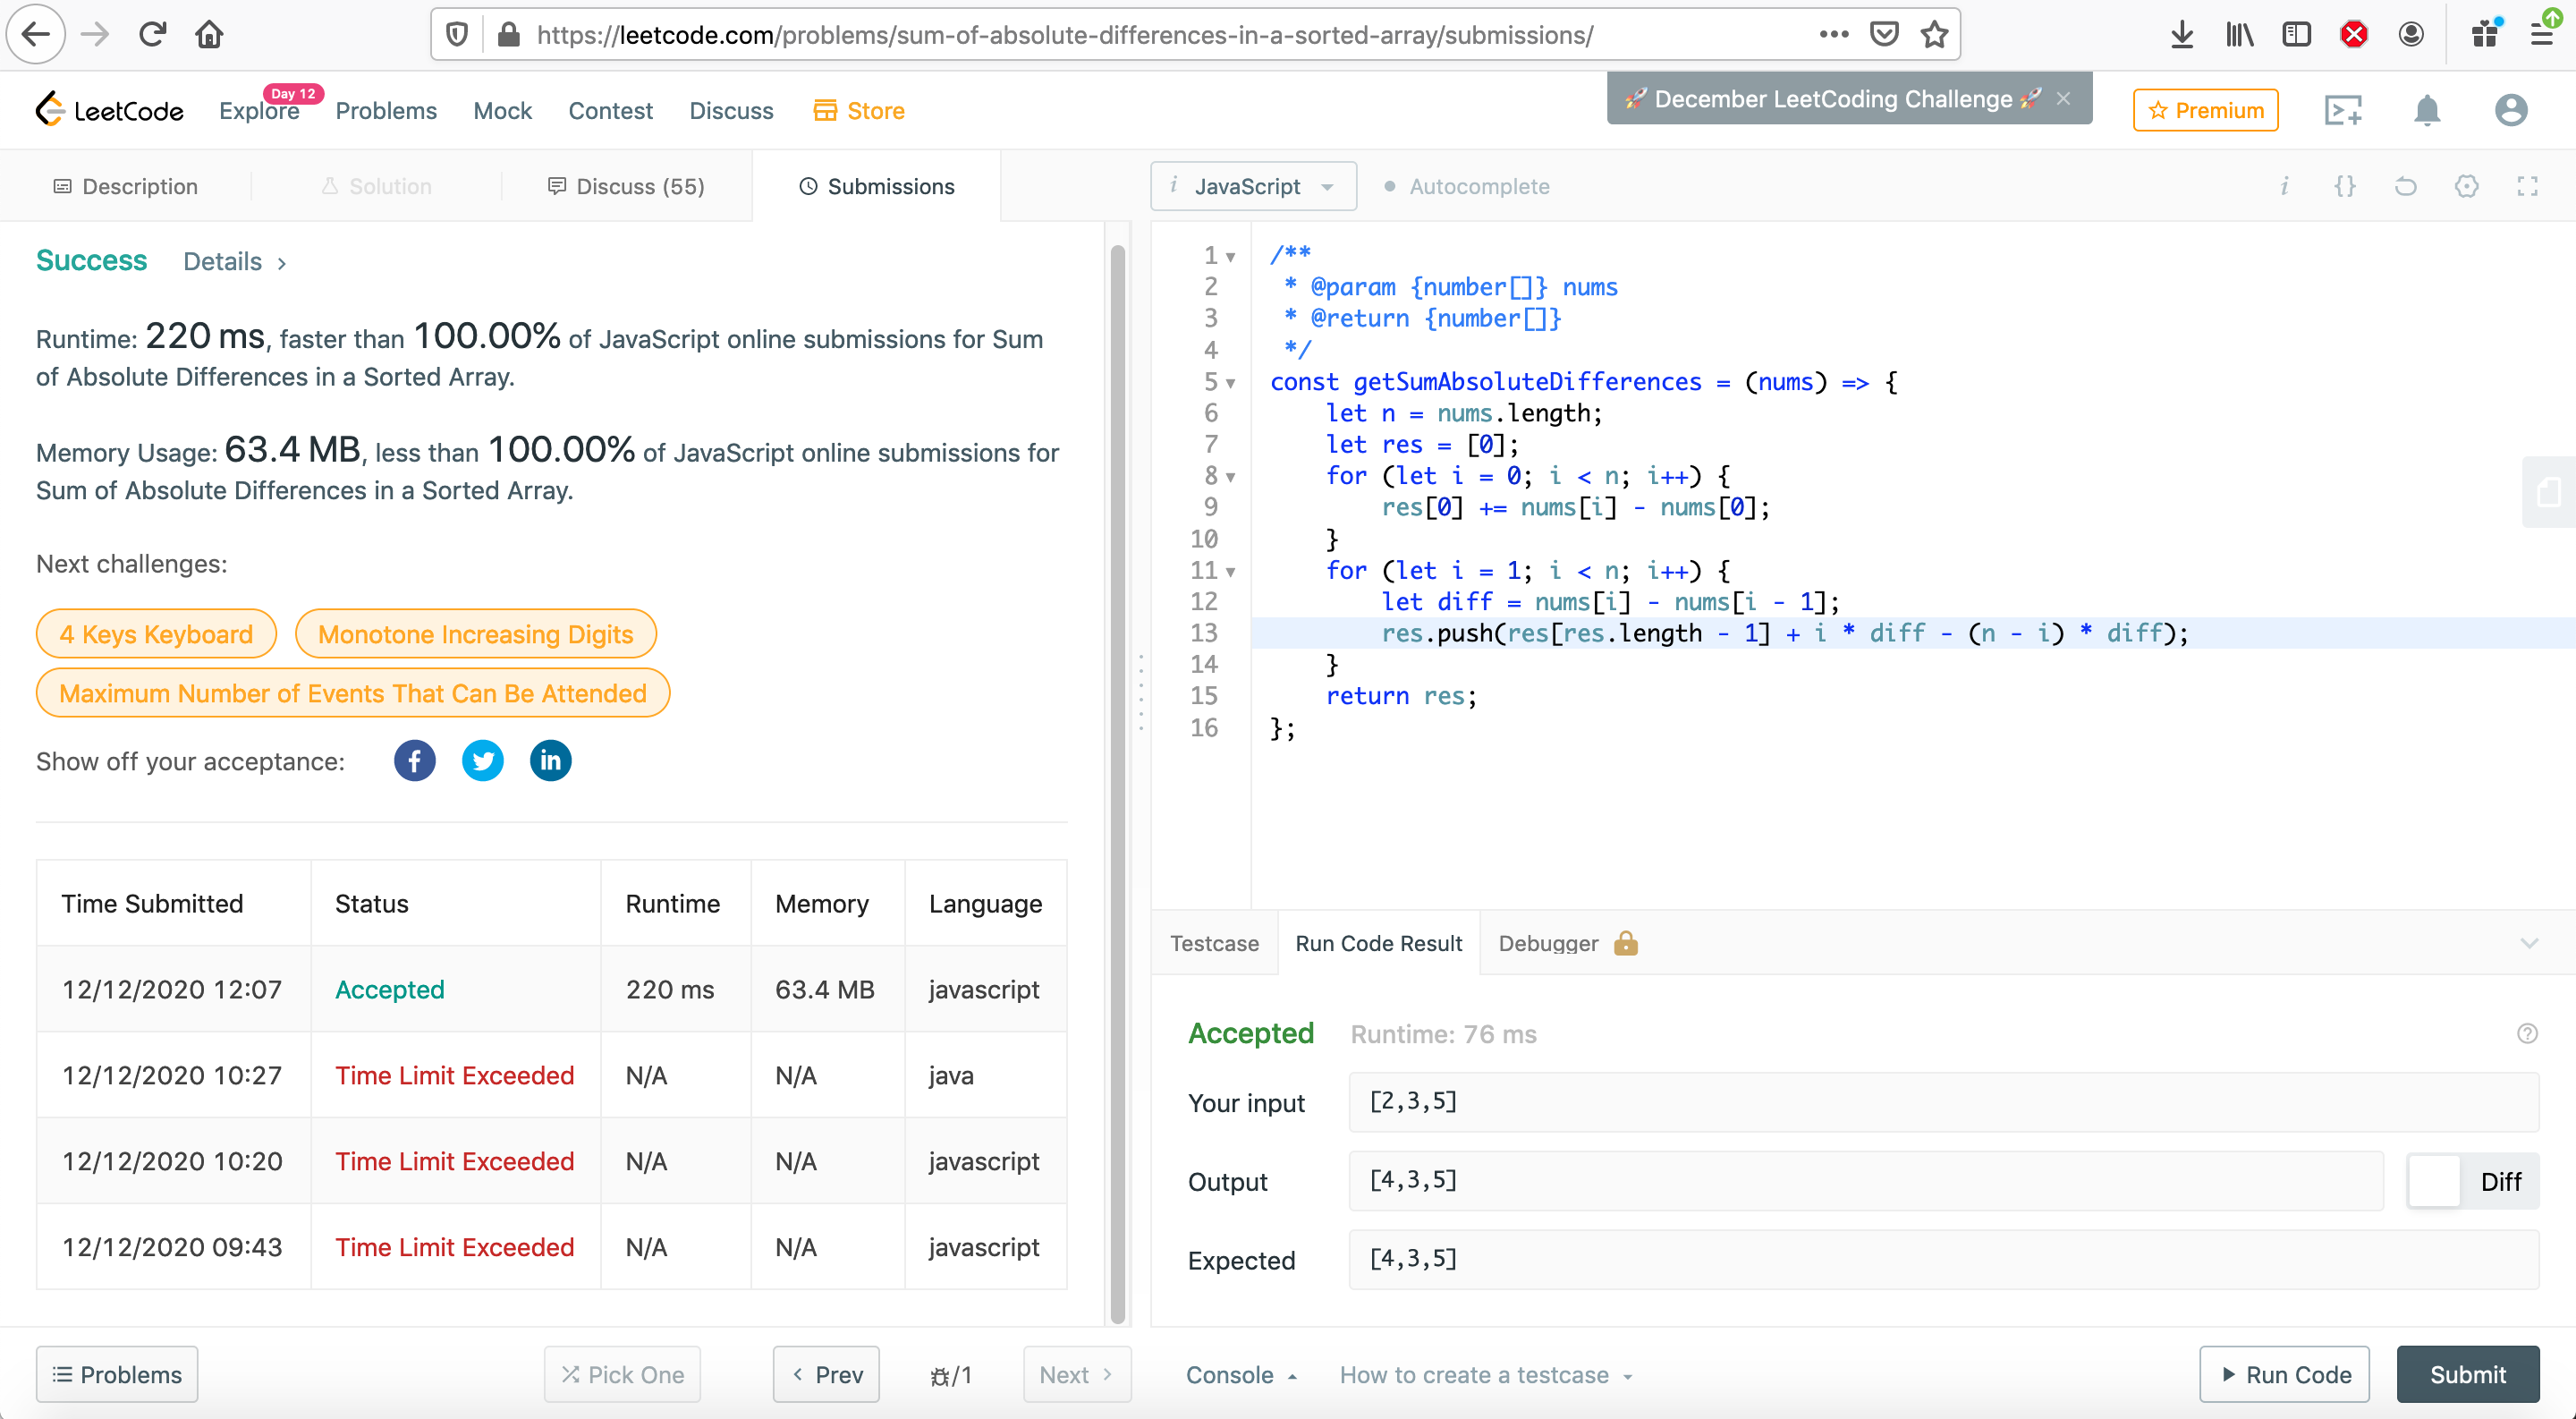 https://leetcode.com/problems/sum-of-absolute-differences-in-a-sorted-array/submissions/
LeetCode
Explore
Day 12
Problems
Mock
Contest
Discuss
Store
🚀 December LeetCoding Challenge 🚀
Premium
Description
Solution
Discuss (55)
Submissions
i JavaScript
Autocomplete
Success Details >
Runtime: 220 ms, faster than 100.00% of JavaScript online submissions for Sum
of Absolute Differences in a Sorted Array.
Memory Usage: 63.4 MB, less than 100.00% of JavaScript online submissions for
Sum of Absolute Differences in a Sorted Array.
Next challenges:
4 Keys Keyboard
Monotone Increasing Digits
Maximum Number of Events That Can Be Attended
Show off your acceptance:
Time Submitted Status Runtime Memory Language
12/12/2020 12:07 Accepted 220 ms 63.4 MB javascript
12/12/2020 10:27 Time Limit Exceeded N/A N/A java
12/12/2020 10:20 Time Limit Exceeded N/A N/A javascript
12/12/2020 09:43 Time Limit Exceeded N/A N/A javascript
1 /**
2  * @param {number[]} nums
3  * @return {number[]}
4  */
5 const getSumAbsoluteDifferences = (nums) => {
6     let n = nums.length;
7     let res = [0];
8     for (let i = 0; i < n; i++) {
9         res[0] += nums[i] - nums[0];
10     }
11     for (let i = 1; i < n; i++) {
12         let diff = nums[i] - nums[i - 1];
13         res.push(res[res.length - 1] + i * diff - (n - i) * diff);
14     }
15     return res;
16 };
Testcase
Run Code Result
Debugger
Accepted Runtime: 76 ms
Your input [2,3,5]
Output [4,3,5]
Diff
Expected [4,3,5]
Problems
Pick One
< Prev
/1
Next >
Console
How to create a testcase
Run Code
Submit